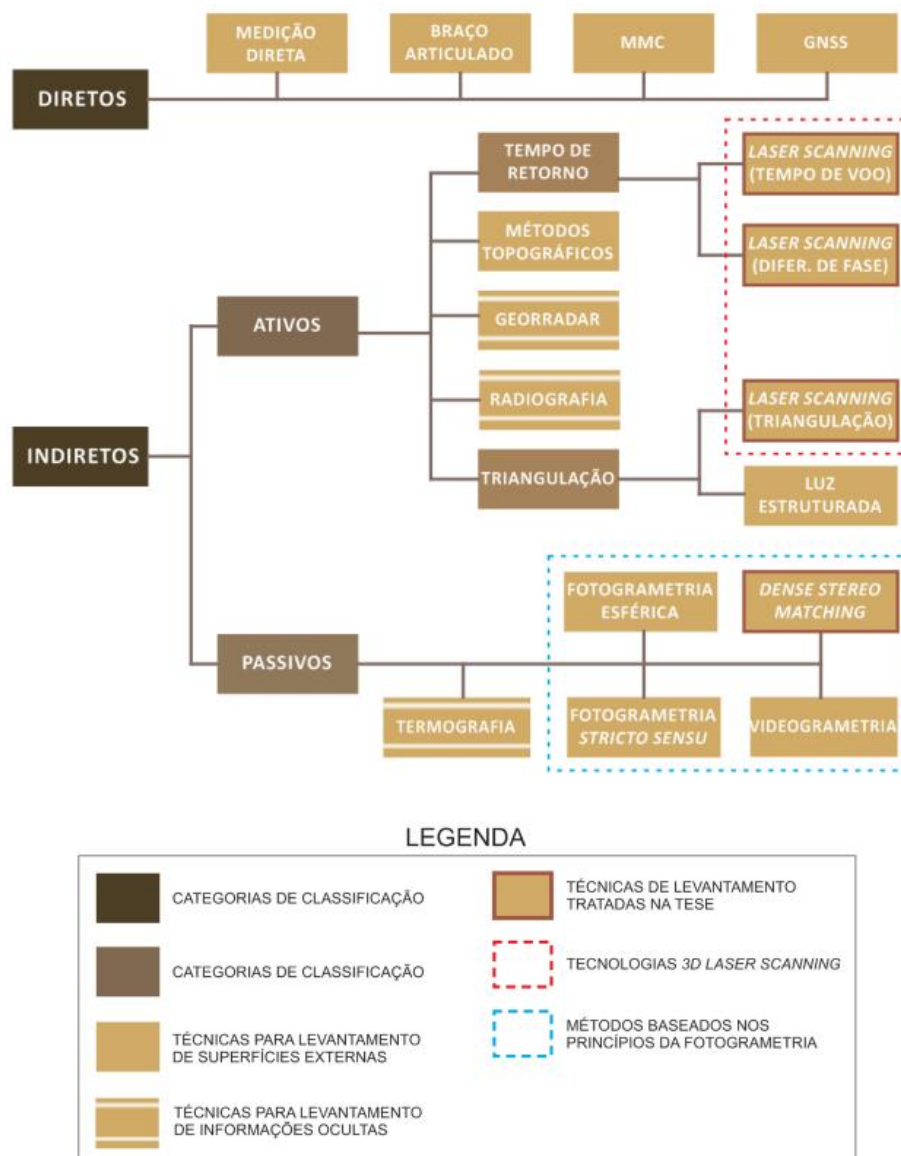 MEDIÇÃO
DIRETA
BRAÇO
ARTICULADO
MMC
GNSS
DIRETOS
TEMPO DE
RETORNO
LASER SCANNING
(TEMPO DE VOO)
MÉTODOS
TOPOGRÁFICOS
LASER SCANNING
(DIFER. DE FASE)
ATIVOS
GEORRADAR
RADIOGRAFIA
LASER SCANNING
(TRIANGULAÇÃO)
INDIRETOS
TRIANGULAÇÃO
LUZ
ESTRUTURADA
FOTOGRAMETRIA
ESFÉRICA
DENSE STEREO
MATCHING
PASSIVOS
TERMOGRAFIA
FOTOGRAMETRIA
STRICTO SENSU
VIDEOGRAMETRIA
LEGENDA
CATEGORIAS DE CLASSIFICAÇÃO
CATEGORIAS DE CLASSIFICAÇÃO
TÉCNICAS PARA LEVANTAMENTO
DE SUPERFÍCIES EXTERNAS
TÉCNICAS PARA LEVANTAMENTO
DE INFORMAÇÕES OCULTAS
TÉCNICAS DE LEVANTAMENTO
TRATADAS NA TESE
TECNOLOGIAS 3D LASER SCANNING
MÉTODOS BASEADOS NOS
PRINCÍPIOS DA FOTOGRAMETRIA